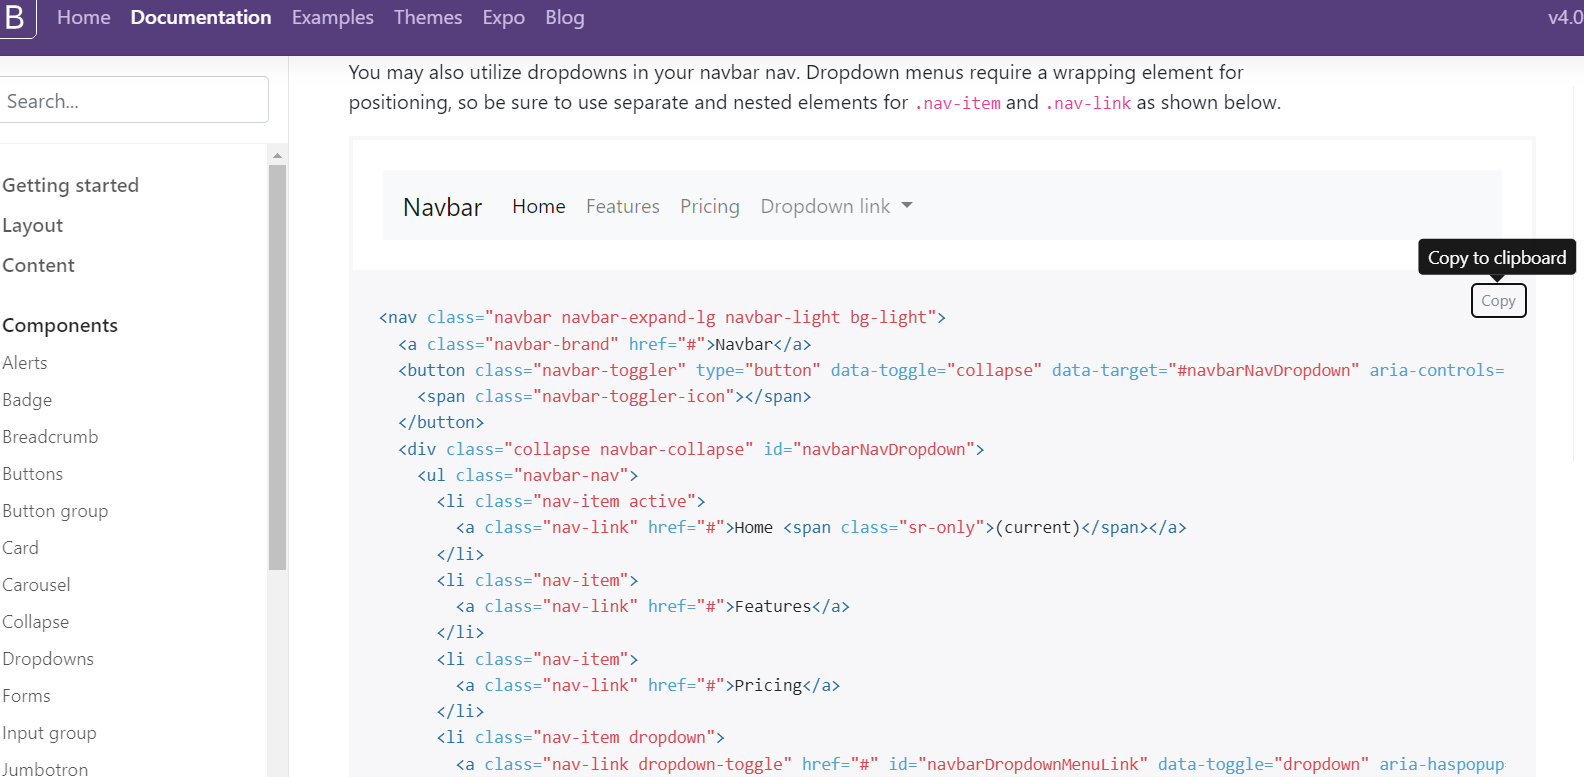 B Home Documentation Examples Themes Expo Blog v4.0
Search...
Getting started
Layout
Content
Components
Alerts
Badge
Breadcrumb
Buttons
Button group
Card
Carousel
Collapse
Dropdowns
Forms
Input group
Jumbotron
You may also utilize dropdowns in your navbar nav. Dropdown menus require a wrapping element for
positioning, so be sure to use separate and nested elements for .nav-item and .nav-link as shown below.
Navbar Home Features Pricing Dropdown link
Copy to clipboard
Copy
<nav class="navbar navbar-expand-lg navbar-light bg-light">
  <a class="navbar-brand" href="#">Navbar</a>
  <button class="navbar-toggler" type="button" data-toggle="collapse" data-target="#navbarNavDropdown" aria-controls=
    <span class="navbar-toggler-icon"></span>
  </button>
  <div class="collapse navbar-collapse" id="navbarNavDropdown">
    <ul class="navbar-nav">
      <li class="nav-item active">
        <a class="nav-link" href="#">Home <span class="sr-only">(current)</span></a>
      </li>
      <li class="nav-item">
        <a class="nav-link" href="#">Features</a>
      </li>
      <li class="nav-item">
        <a class="nav-link" href="#">Pricing</a>
      </li>
      <li class="nav-item dropdown">
        <a class="nav-link dropdown-toggle" href="#" id="navbarDropdownMenuLink" data-toggle="dropdown" aria-haspopup